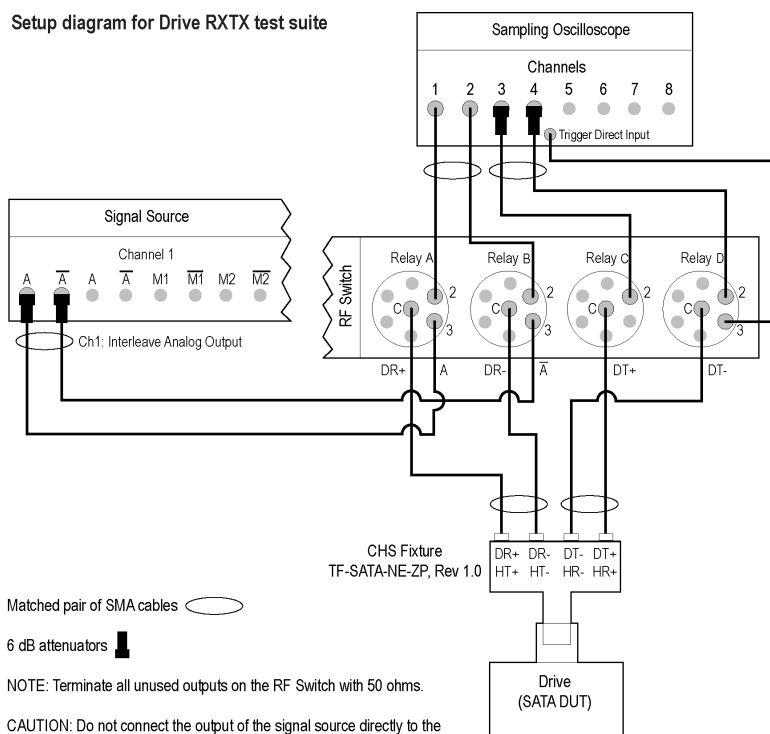 Setup diagram for Drive RXTX test suite
Sampling Oscilloscope
Channels
1 2 3 4 5 6 7 8
Trigger Direct Input
Signal Source
Channel 1
A A̅ A A̅ M1 M̅1̅ M2 M̅2̅
Ch1: Interleave Analog Output
RF Switch
Relay A Relay B Relay C Relay D
C 2 C 2 C 2 C 2
3 3 3
DR+ A DR- A̅ DT+ DT-
CHS Fixture
TF-SATA-NE-ZP, Rev 1.0
DR+ DR- DT- DT+
HT+ HT- HR- HR+
Matched pair of SMA cables
6 dB attenuators
Drive
(SATA DUT)
NOTE: Terminate all unused outputs on the RF Switch with 50 ohms.
CAUTION: Do not connect the output of the signal source directly to the